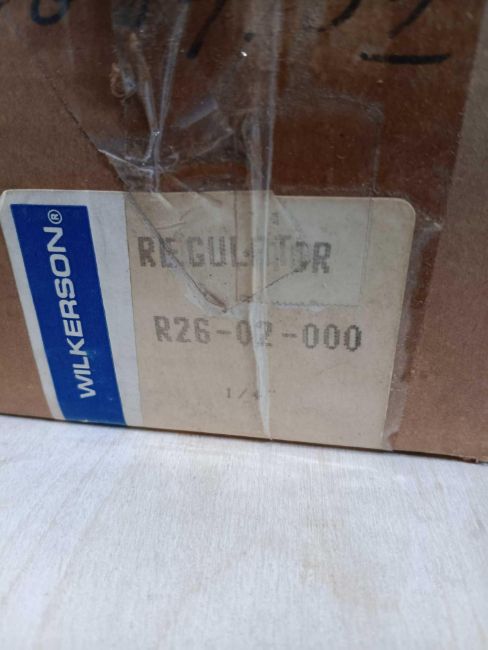 WILKERSON®
REGULATOR
R26-02-000
1/4"